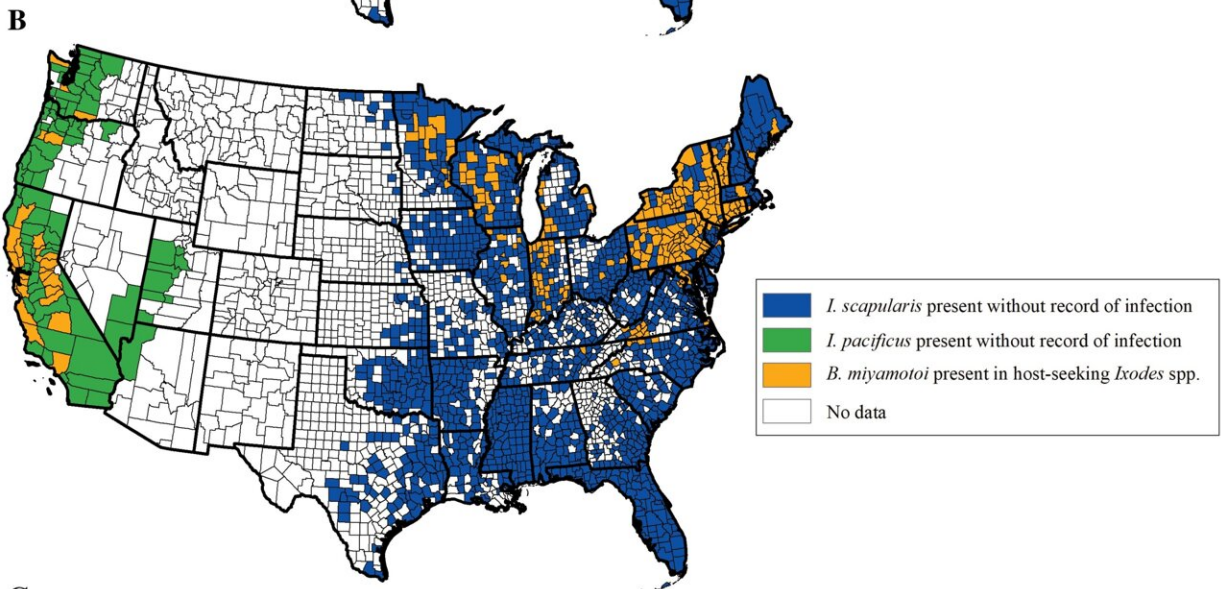 B
I. scapularis present without record of infection
I. pacificus present without record of infection
B. miyamotoi present in host-seeking Ixodes spp.
No data